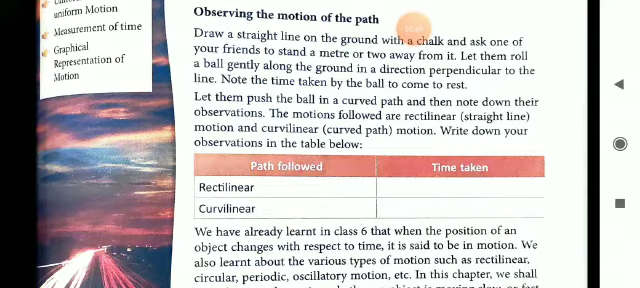 uniform Motion
Measurement of time
Graphical
Representation of
Motion
Observing the motion of the path
Draw a straight line on the ground with a chalk and ask one of
your friends to stand a metre or two away from it. Let them roll
a ball gently along the ground in a direction perpendicular to the
line. Note the time taken by the ball to come to rest.
Let them push the ball in a curved path and then note down their
observations. The motions followed are rectilinear (straight line)
motion and curvilinear (curved path) motion. Write down your
observations in the table below:
Path followed Time taken
Rectilinear
Curvilinear
We have already learnt in class 6 that when the position of an
object changes with respect to time, it is said to be in motion. We
also learnt about the various types of motion such as rectilinear,
circular, periodic, oscillatory motion, etc. In this chapter, we shall